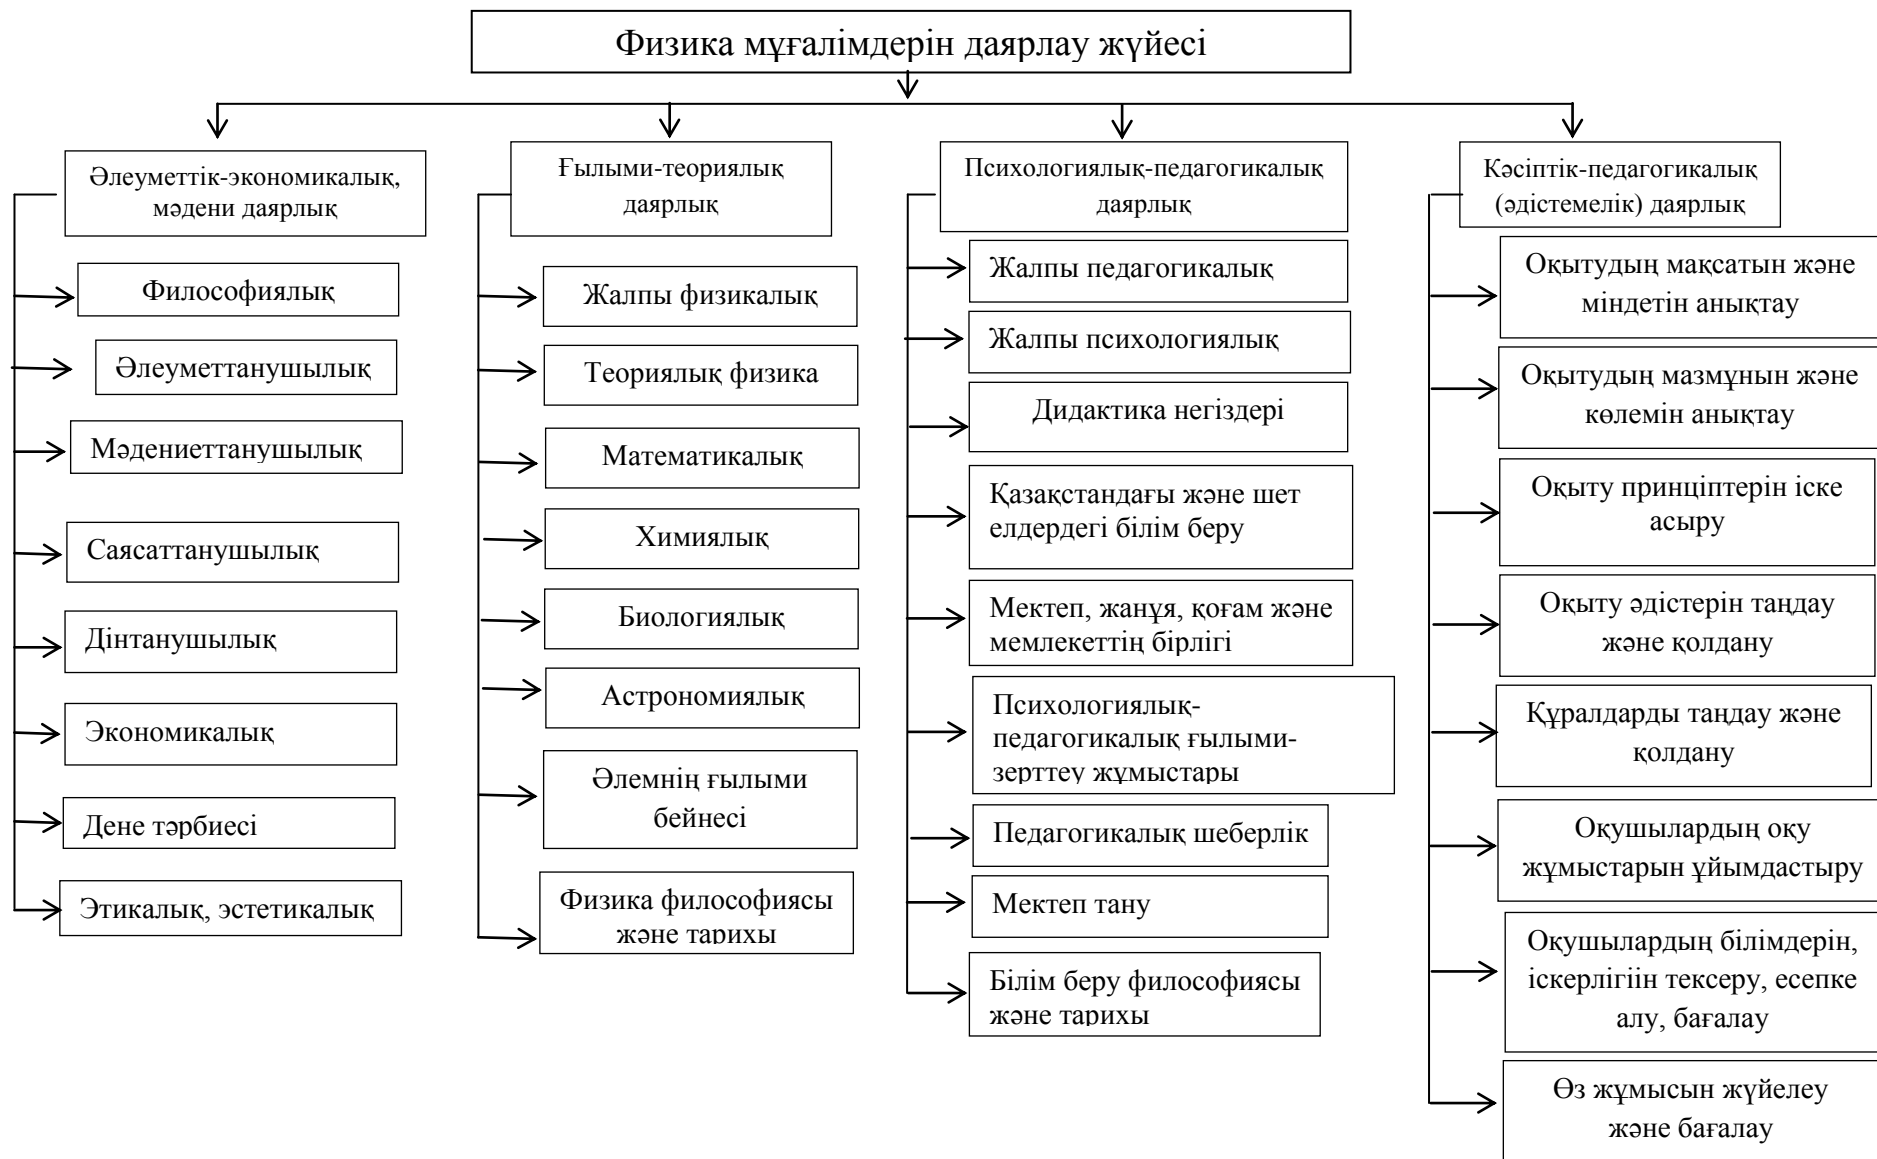 Физика мұғалімдерін даярлау жүйесі
Әлеуметтік-экономикалық,
мәдени даярлық
Философиялық
Әлеуметтанушылық
Мәдениеттанушылық
Саясаттанушылық
Дінтанушылық
Экономикалық
Дене тәрбиесі
Этикалық, эстетикалық
Ғылыми-теориялық
даярлық
Жалпы физикалық
Теориялық физика
Математикалық
Химиялық
Биологиялық
Астрономиялық
Әлемнің ғылыми
бейнесі
Физика философиясы
және тарихы
Психологиялық-педагогикалық
даярлық
Жалпы педагогикалық
Жалпы психологиялық
Дидактика негіздері
Қазақстандағы және шет
елдердегі білім беру
Мектеп, жанұя, қоғам және
мемлекеттің бірлігі
Психологиялық-
педагогикалық ғылыми-
зерттеу жұмыстары
Педагогикалық шеберлік
Мектеп тану
Білім беру философиясы
және тарихы
Кәсіптік-педагогикалық
(әдістемелік) даярлық
Оқытудың мақсатын және
міндетін анықтау
Оқытудың мазмұнын және
көлемін анықтау
Оқыту принціптерін іске
асыру
Оқыту әдістерін таңдау
және қолдану
Құралдарды таңдау және
қолдану
Оқушылардың оқу
жұмыстарын ұйымдастыру
Оқушылардың білімдерін,
іскерлігіін тексеру, есепке
алу, бағалау
Өз жұмысын жүйелеу
және бағалау